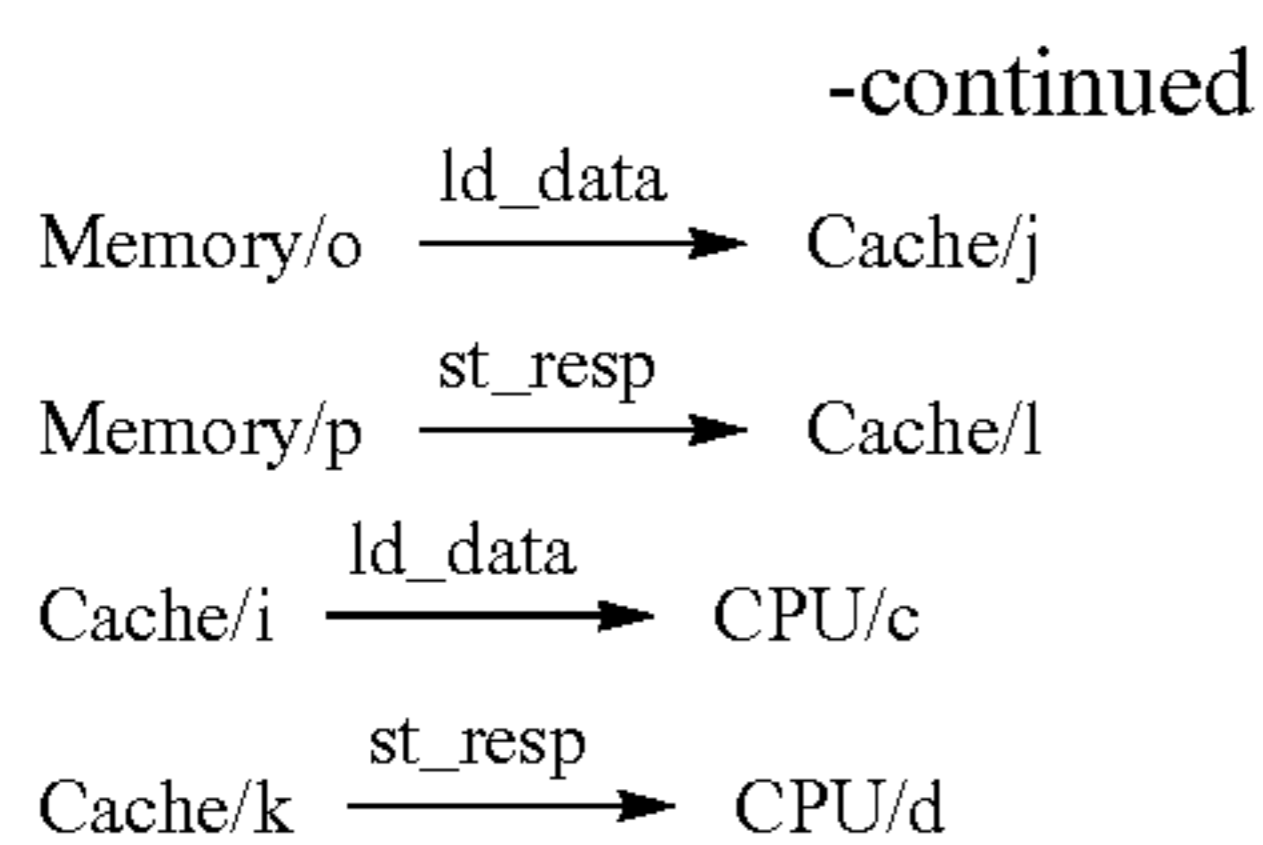 -continued
ld_data
Memory/o Cache/j
st_resp
Memory/p Cache/l
ld_data
Cache/i CPU/c
st_resp
Cache/k CPU/d